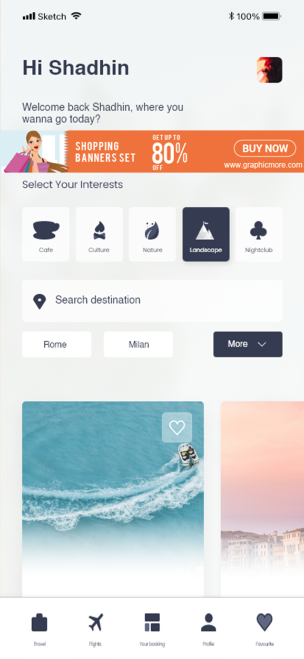 Sketch
100%
Hi Shadhin
Welcome back Shadhin, where you
wanna go today?
SHOPPING
BANNERS SET
GET UP TO
80%
OFF
BUY NOW
www.graphicmore.com
Select Your Interests
Cafe
Culture
Nature
Landscape
Nightclub
Search destination
Rome
Milan
More
Travel
Flights
Your booking
Profile
Favourite